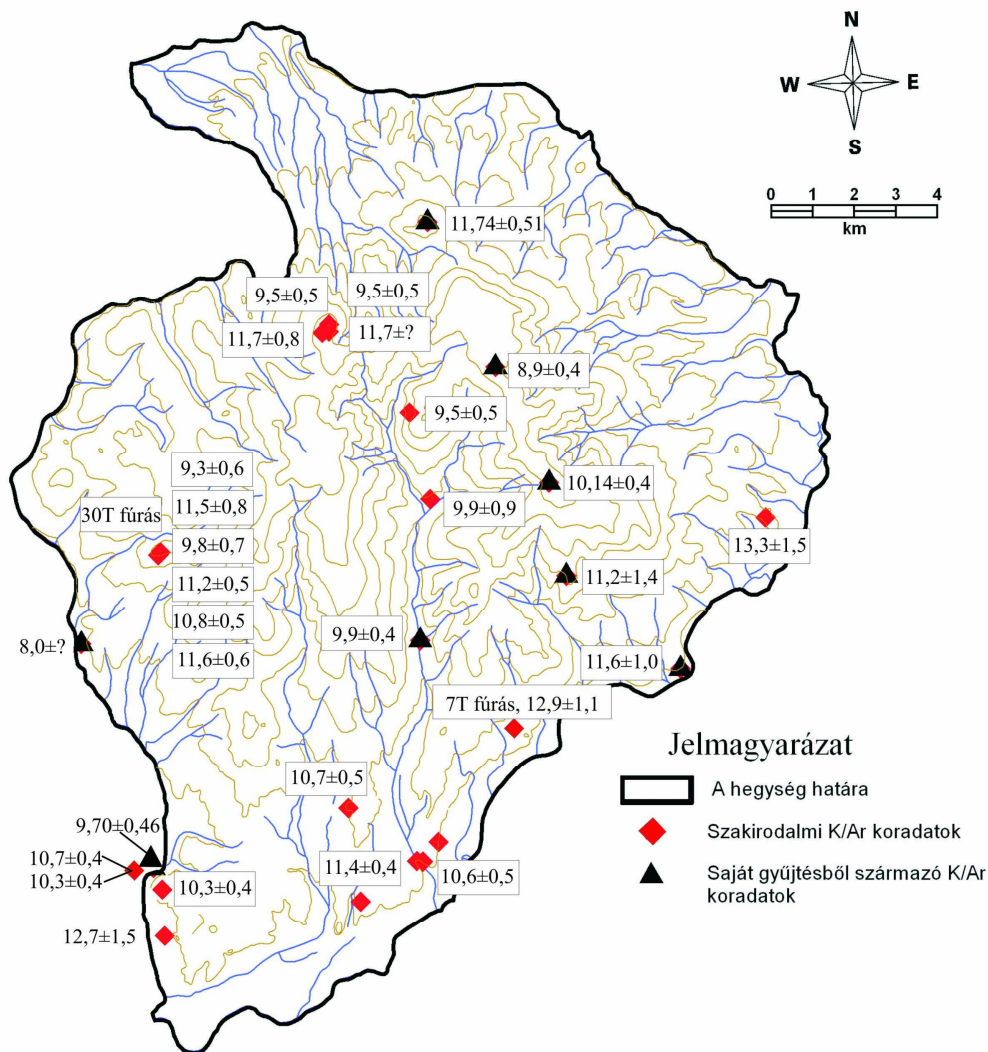 N
W
E
S
0 1 2 3 4
km
11,74±0,51
9,5±0,5
9,5±0,5
11,7±0,8
11,7±?
8,9±0,4
9,5±0,5
9,3±0,6
11,5±0,8
30T fúrás
9,8±0,7
11,2±0,5
10,8±0,5
11,6±0,6
10,14±0,4
9,9±0,9
13,3±1,5
11,2±1,4
8,0±?
9,9±0,4
11,6±1,0
7T fúrás, 12,9±1,1
10,7±0,5
9,70±0,46
10,7±0,4
10,3±0,4
10,3±0,4
11,4±0,4
10,6±0,5
12,7±1,5
Jelmagyarázat
A hegység határa
Szakirodalmi K/Ar koradatok
Saját gyűjtésből származó K/Ar
koradatok